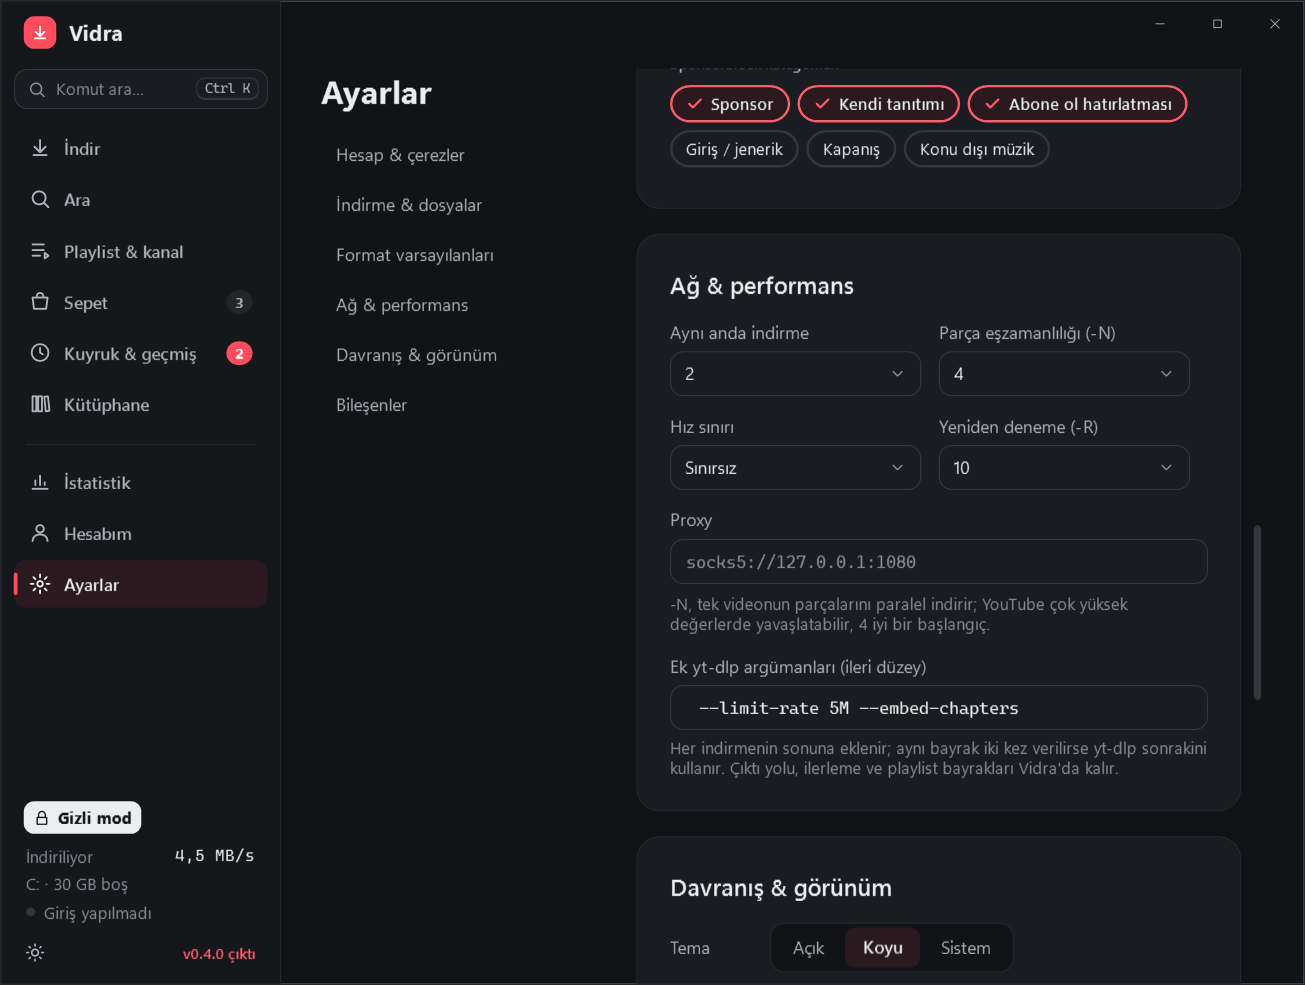 Vidra
Komut ara...
Ctrl K
İndir
Ara
Playlist & kanal
Sepet
3
Kuyruk & geçmiş
2
Kütüphane
İstatistik
Hesabım
Ayarlar
Gizli mod
İndiriliyor
4,5 MB/s
C: · 30 GB boş
Giriş yapılmadı
v0.4.0 çıktı
Ayarlar
Hesap & çerezler
İndirme & dosyalar
Format varsayılanları
Ağ & performans
Davranış & görünüm
Bileşenler
Sponsor
Kendi tanıtımı
Abone ol hatırlatması
Giriş / jenerik
Kapanış
Konu dışı müzik
Ağ & performans
Aynı anda indirme
Parça eşzamanlılığı (-N)
2
4
Hız sınırı
Yeniden deneme (-R)
Sınırsız
10
Proxy
socks5://127.0.0.1:1080
-N, tek videonun parçalarını paralel indirir; YouTube çok yüksek
değerlerde yavaşlatabilir, 4 iyi bir başlangıç.
Ek yt-dlp argümanları (ileri düzey)
--limit-rate 5M --embed-chapters
Her indirmenin sonuna eklenir; aynı bayrak iki kez verilirse yt-dlp sonrakini
kullanır. Çıktı yolu, ilerleme ve playlist bayrakları Vidra'da kalır.
Davranış & görünüm
Tema
Açık
Koyu
Sistem